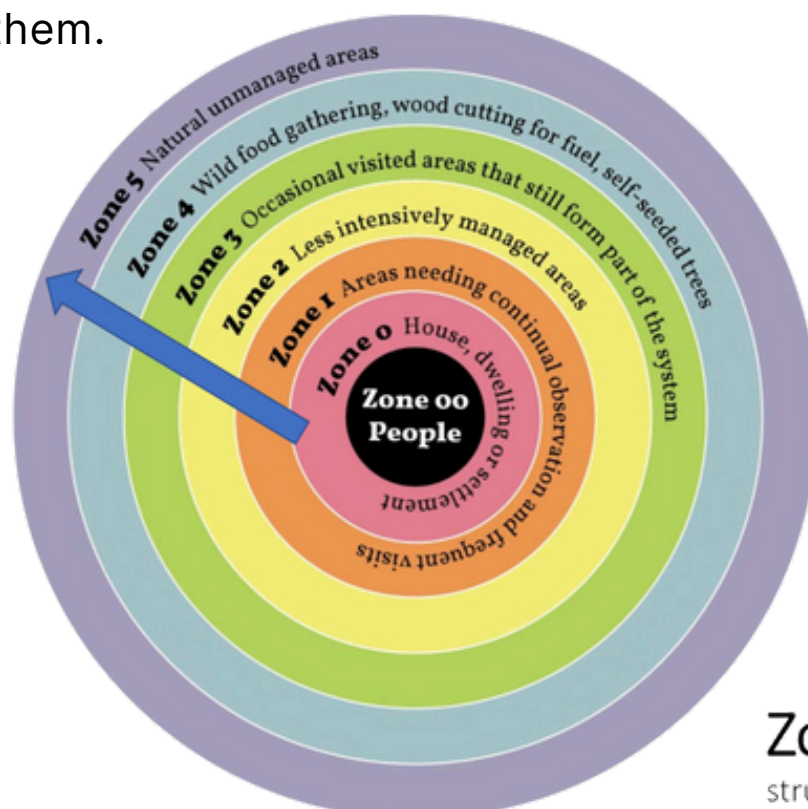 them.
Zone 5 Natural unmanaged areas
Zone 4 Wild food gathering, wood cutting for fuel, self-seeded trees
Zone 3 Occasional visited areas that still form part of the system
Zone 2 Less intensively managed areas
Zone 1 Areas needing continual observation and frequent visits
Zone 0 House, dwelling or settlement
Zone 00
People